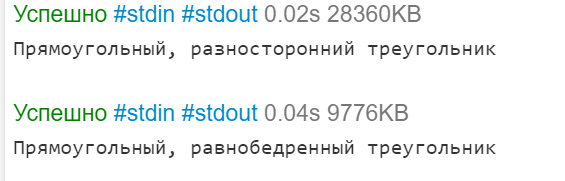 Успешно #stdin #stdout 0.02s 28360KB
Прямоугольный, разносторонний треугольник
Успешно #stdin #stdout 0.04s 9776KB
Прямоугольный, равнобедренный треугольник